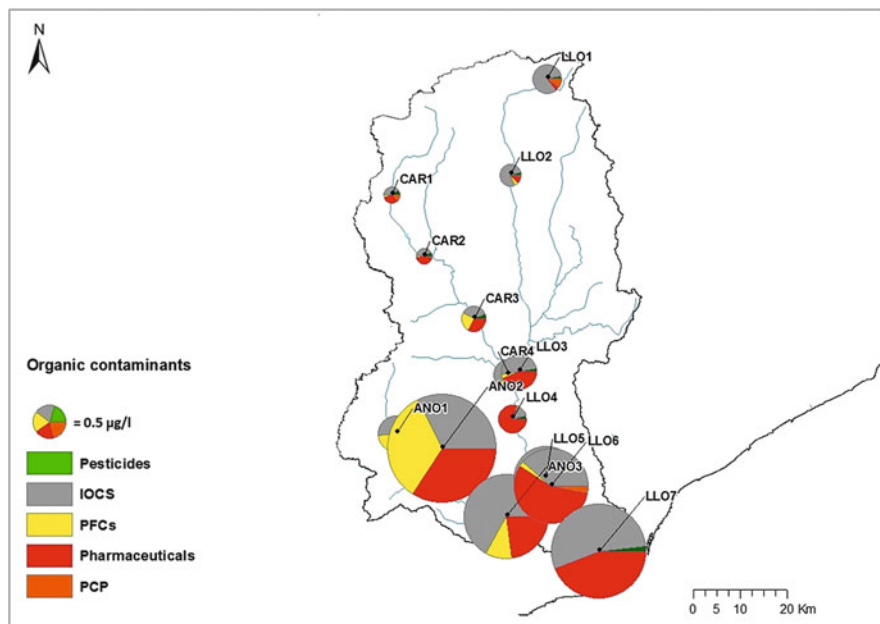 N
LLO1
LLO2
CAR1
CAR2
CAR3
LLO3
CAR4
ANO2
ANO1
LLO4
LLO5
LLO6
ANO3
LLO7
Organic contaminants
= 0.5 µg/l
Pesticides
IOCS
PFCs
Pharmaceuticals
PCP
0 5 10 20 Km